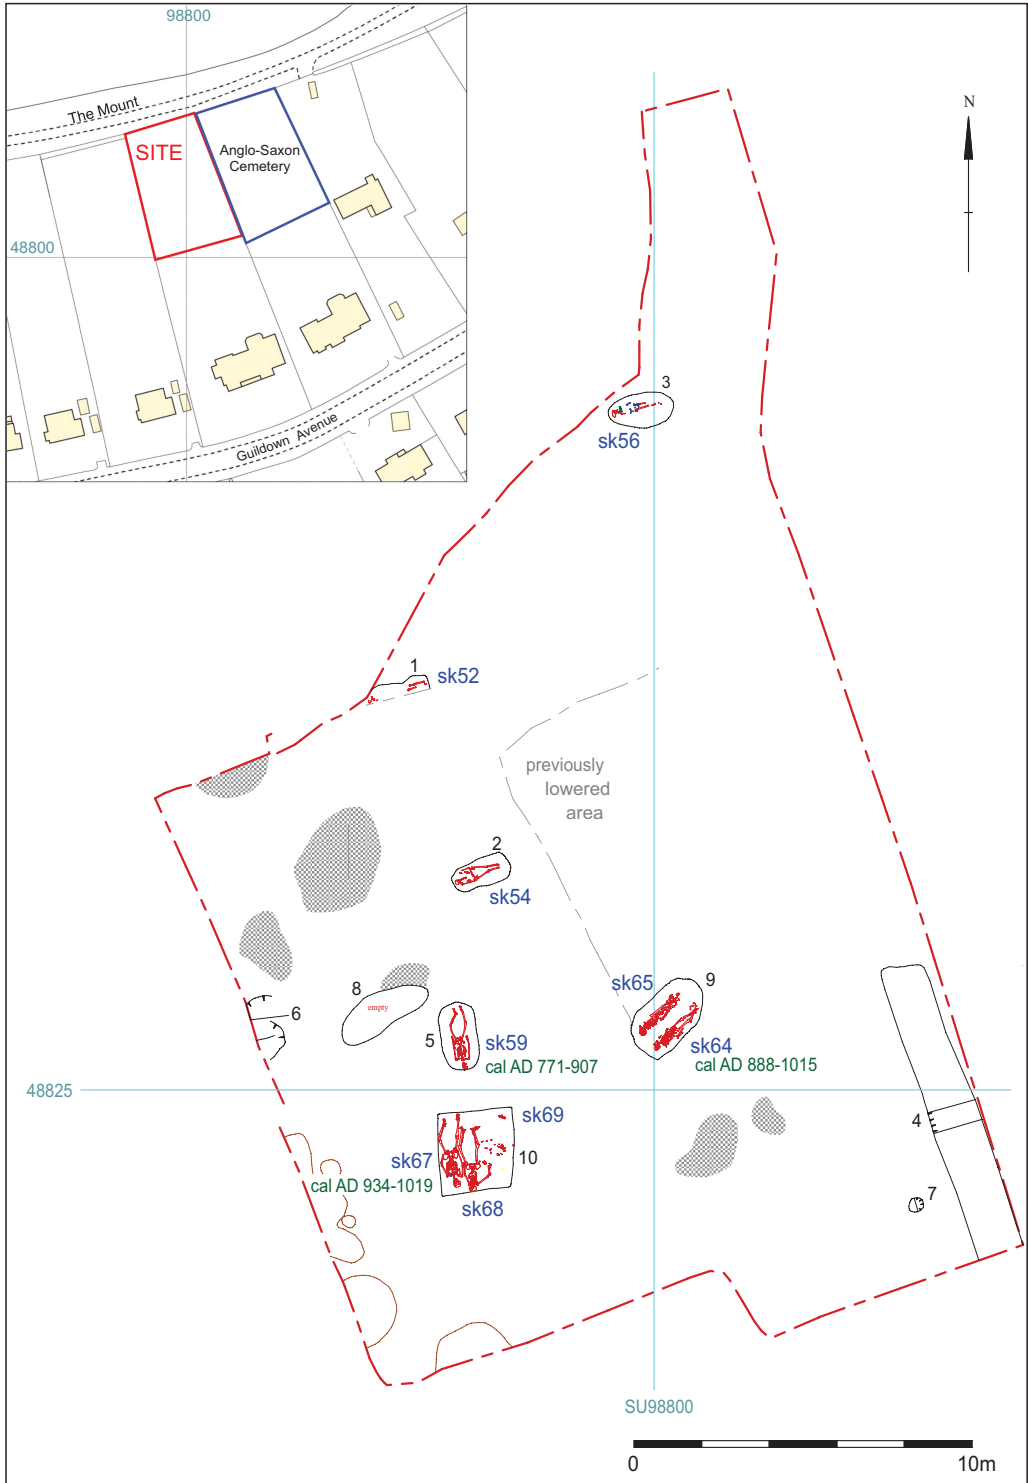 98800
The Mount
SITE
Anglo-Saxon
Cemetery
48800
Guildown Avenue
N
3
sk56
1
sk52
previously
lowered
area
2
sk54
sk65
9
8
empty
6
5
sk59
sk64
cal AD 771-907
cal AD 888-1015
48825
sk69
4
sk67
10
cal AD 934-1019
7
sk68
SU98800
0
10m